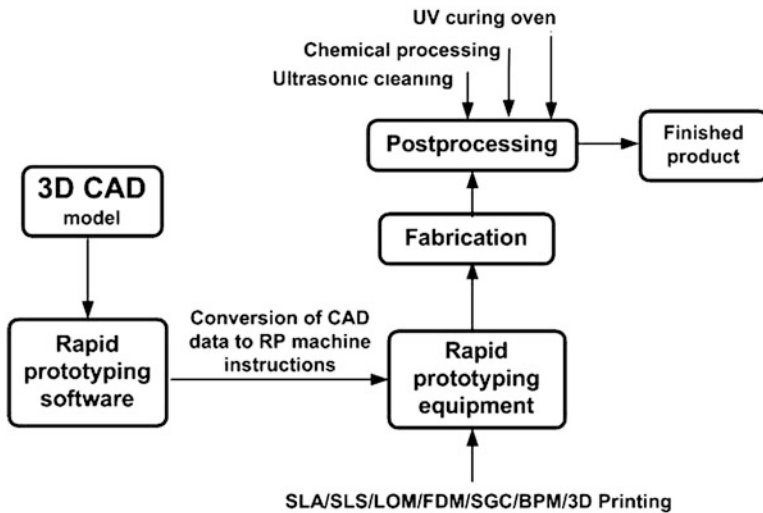 UV curing oven
Chemical processing
Ultrasonic cleaning
Postprocessing
Finished
product
3D CAD
model
Fabrication
Rapid
prototyping
software
Conversion of CAD
data to RP machine
instructions
Rapid
prototyping
equipment
SLA/SLS/LOM/FDM/SGC/BPM/3D Printing